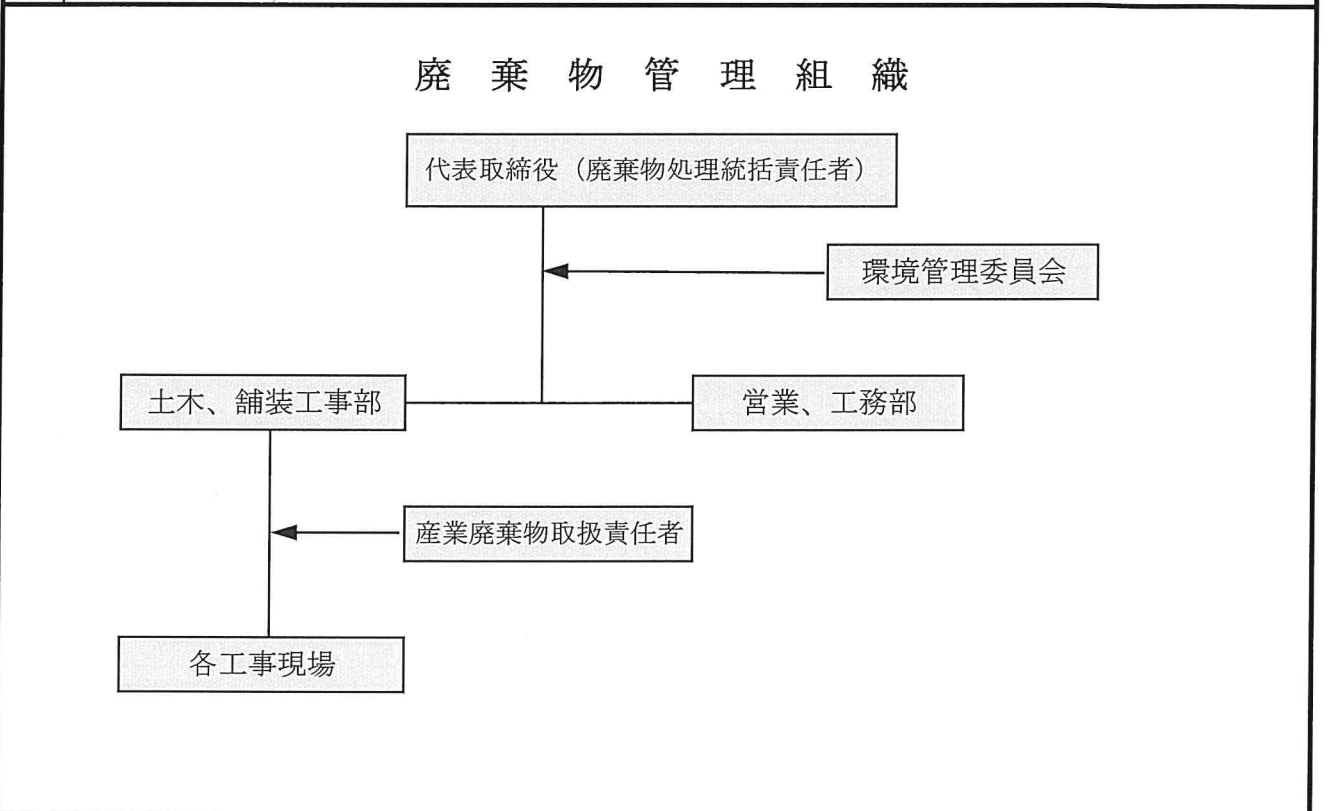 廃棄物管理組織
代表取締役（廃棄物処理統括責任者）
環境管理委員会
土木、舗装工事部
営業、工務部
産業廃棄物取扱責任者
各工事現場